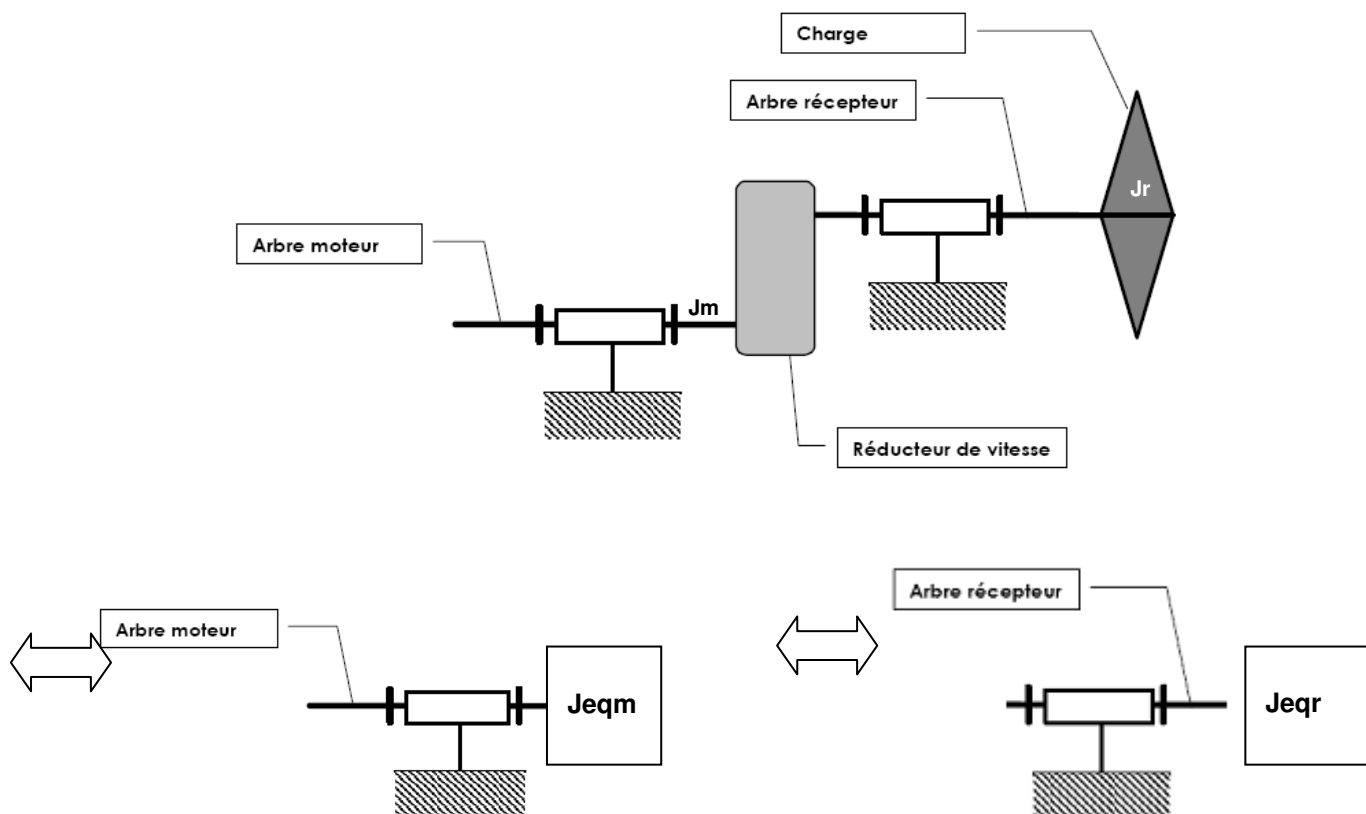 Charge
Arbre récepteur
Jr
Arbre moteur
Jm
Réducteur de vitesse
Arbre récepteur
Arbre moteur
Jeqm
Jeqr